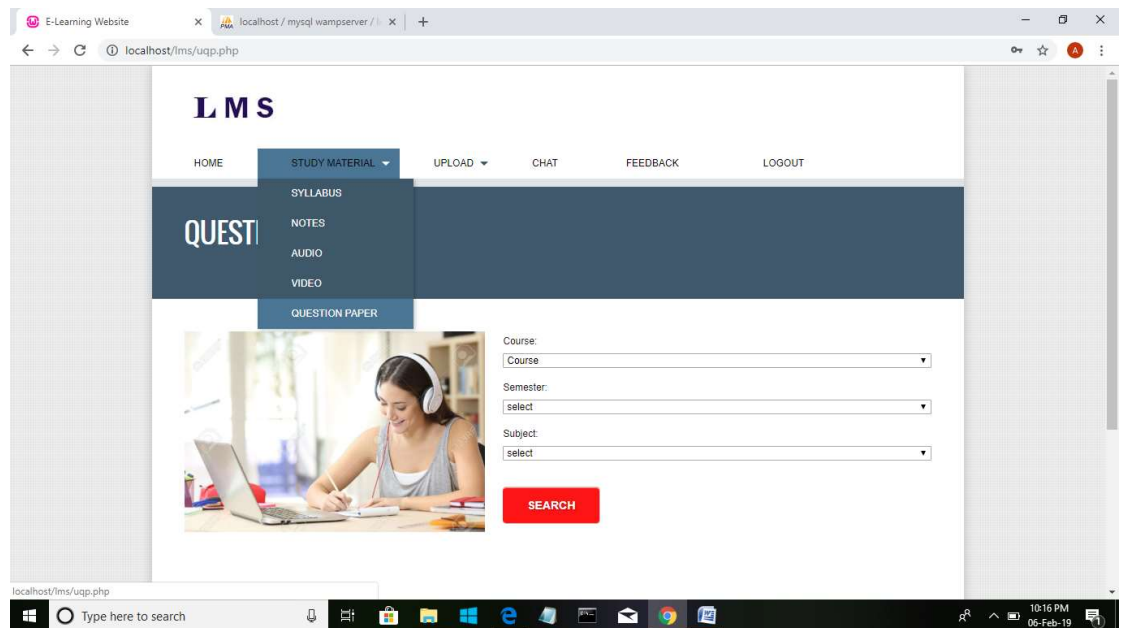 E-Learning Website
localhost / mysql wampserver /
localhost/lms/uqp.php
A
L M S
HOME STUDY MATERIAL UPLOAD CHAT FEEDBACK LOGOUT
SYLLABUS
QUESTI
NOTES
AUDIO
VIDEO
QUESTION PAPER
Course:
Course
Semester:
select
Subject:
select
SEARCH
localhost/lms/uqp.php
Type here to search
10:16 PM
06-Feb-19
1